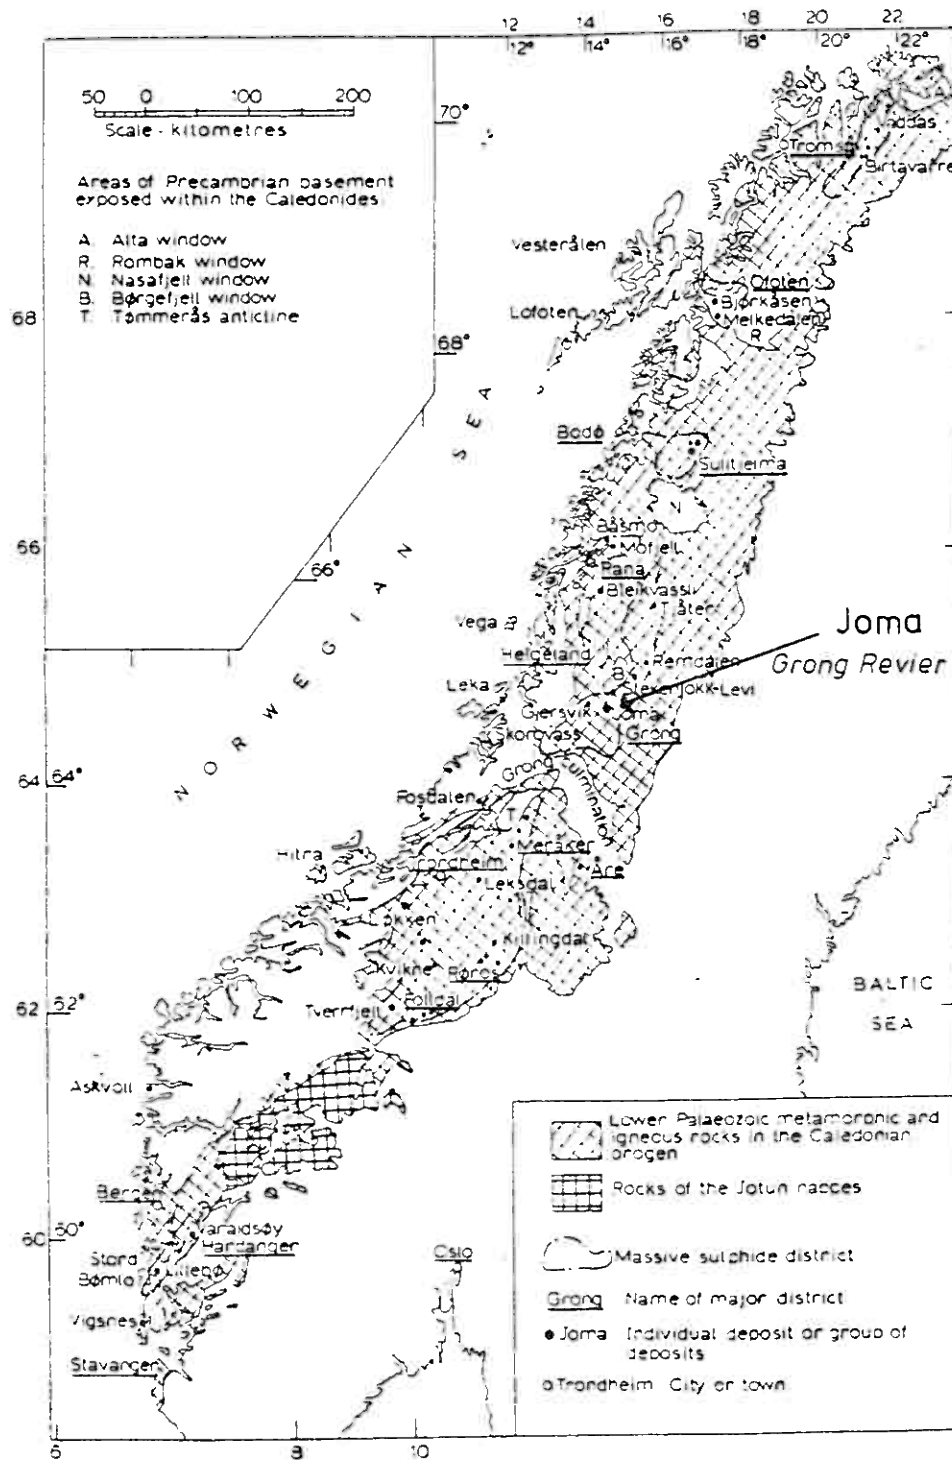 12 14 16 18 20 22
12° 14° 16° 18° 20° 22°
50 0 100 200
Scale - kilometres
70°
Areas of Precambrian basement
exposed within the Caledonides
A. Alta window
R. Rombak window
N. Nasafjell window
B. Børgefjell window
T. Tømmerås anticline
A
Tromsø
Birtavarre
Vesterålen
Ofoten
Bjørkåsen
Lofoten
Melkedalen
R
68
68°
NORWEGIAN SEA
Bodø
Sulitjelma
N
Båsmo
Mofjell
66
66°
Rana
Bleikvassli
Vega
Joma
Grong Revier
Helgeland
Remdalen
B
Leka
Gjersvik
Joma
Skorovass
Grong
64
64°
Grong Culmination
Fosdalen
T
Hitra
Meråker
Trondheim
Åre
Leksdal
Løkken
Killingdal
Kvikne
Røros
BALTIC
SEA
62
62°
Tverrfjell
Folldal
Askvoll
Lower Palaeozoic metamorphic and
igneous rocks in the Caledonian
orogen
Rocks of the Jotun nappes
Bergen
Varaldsøy
60
60°
Hardanger
Oslo
Massive sulphide district
Stord
Bømlo
Lillebø
Grong Name of major district
Vigsnes
• Joma Individual deposit or group of
deposits
Stavanger
o Trondheim City or town
6 8 10